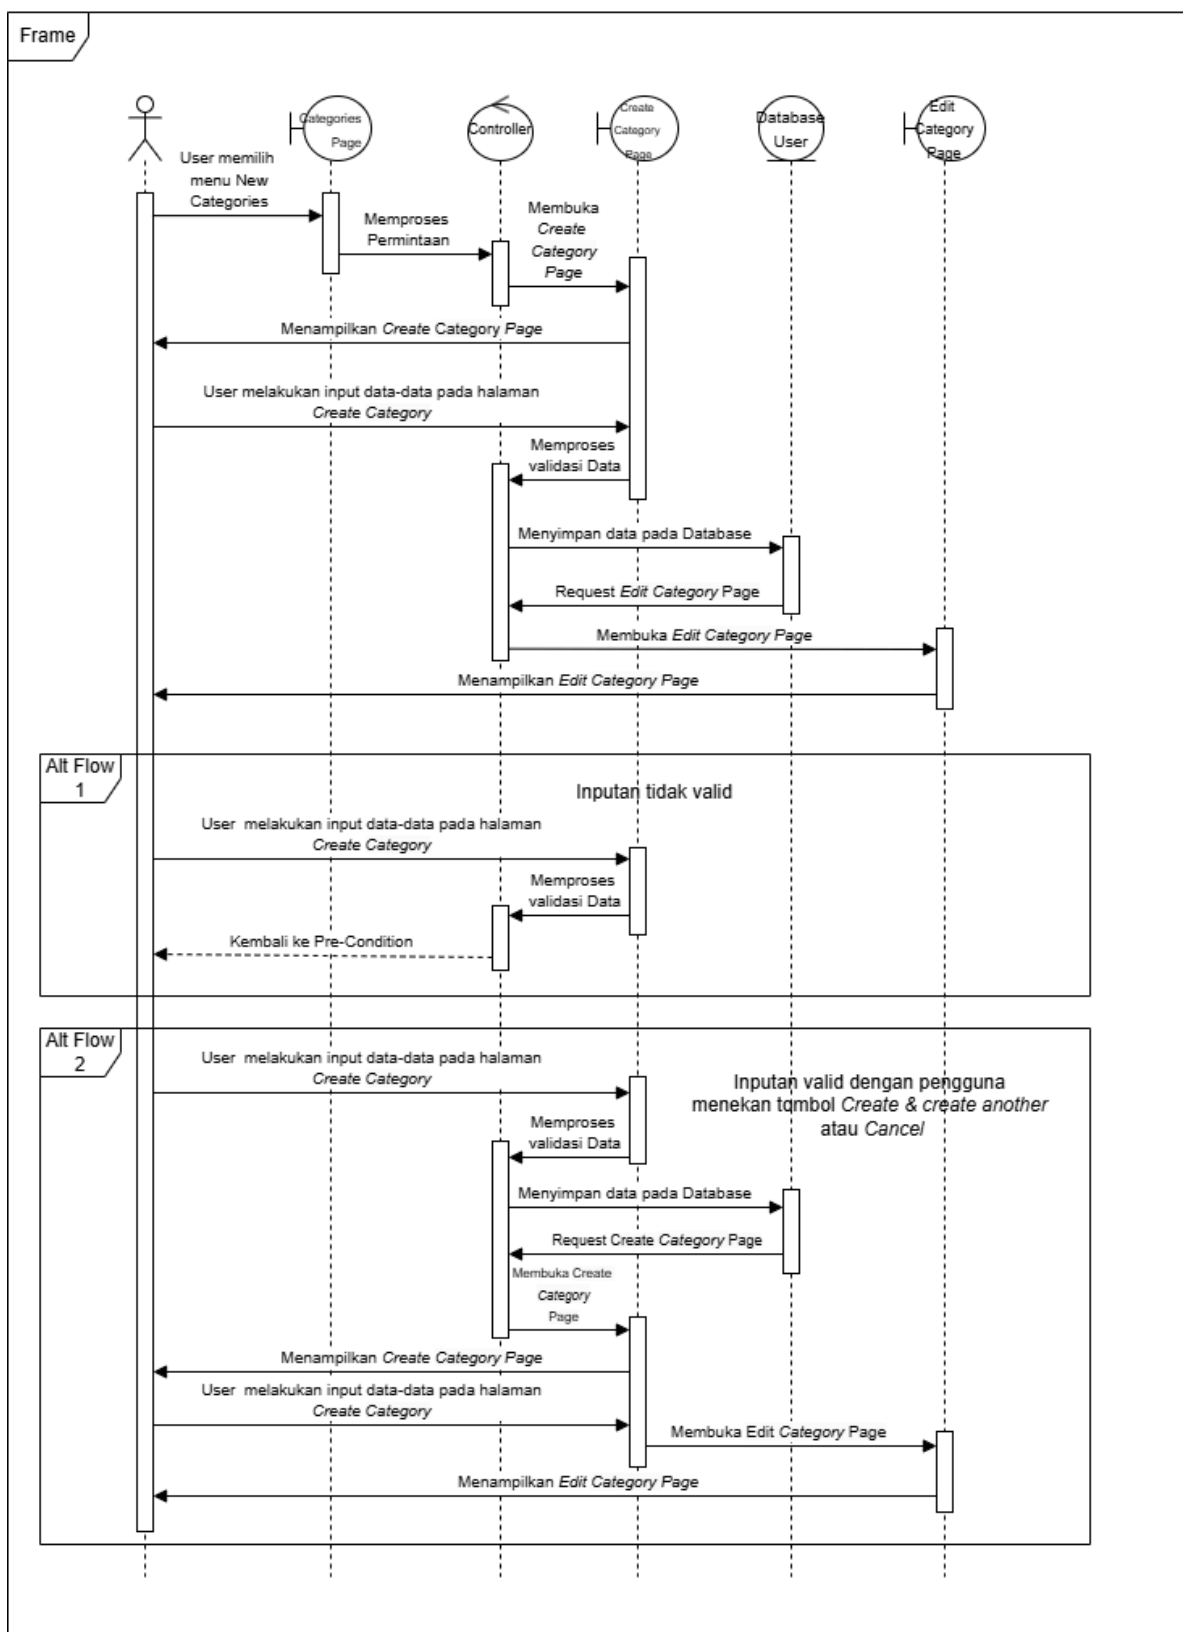 Frame
Categories
Page
Controller
Create
Category
Page
Database
User
Edit
Category
Page
User memilih
menu New
Categories
Memproses
Permintaan
Membuka
Create
Category
Page
Menampilkan Create Category Page
User melakukan input data-data pada halaman
Create Category
Memproses
validasi Data
Menyimpan data pada Database
Request Edit Category Page
Membuka Edit Category Page
Menampilkan Edit Category Page
Alt Flow
1
Inputan tidak valid
User melakukan input data-data pada halaman
Create Category
Memproses
validasi Data
Kembali ke Pre-Condition
Alt Flow
2
User melakukan input data-data pada halaman
Create Category
Inputan valid dengan pengguna
menekan tombol Create & create another
atau Cancel
Memproses
validasi Data
Menyimpan data pada Database
Request Create Category Page
Membuka Create
Category
Page
Menampilkan Create Category Page
User melakukan input data-data pada halaman
Create Category
Membuka Edit Category Page
Menampilkan Edit Category Page